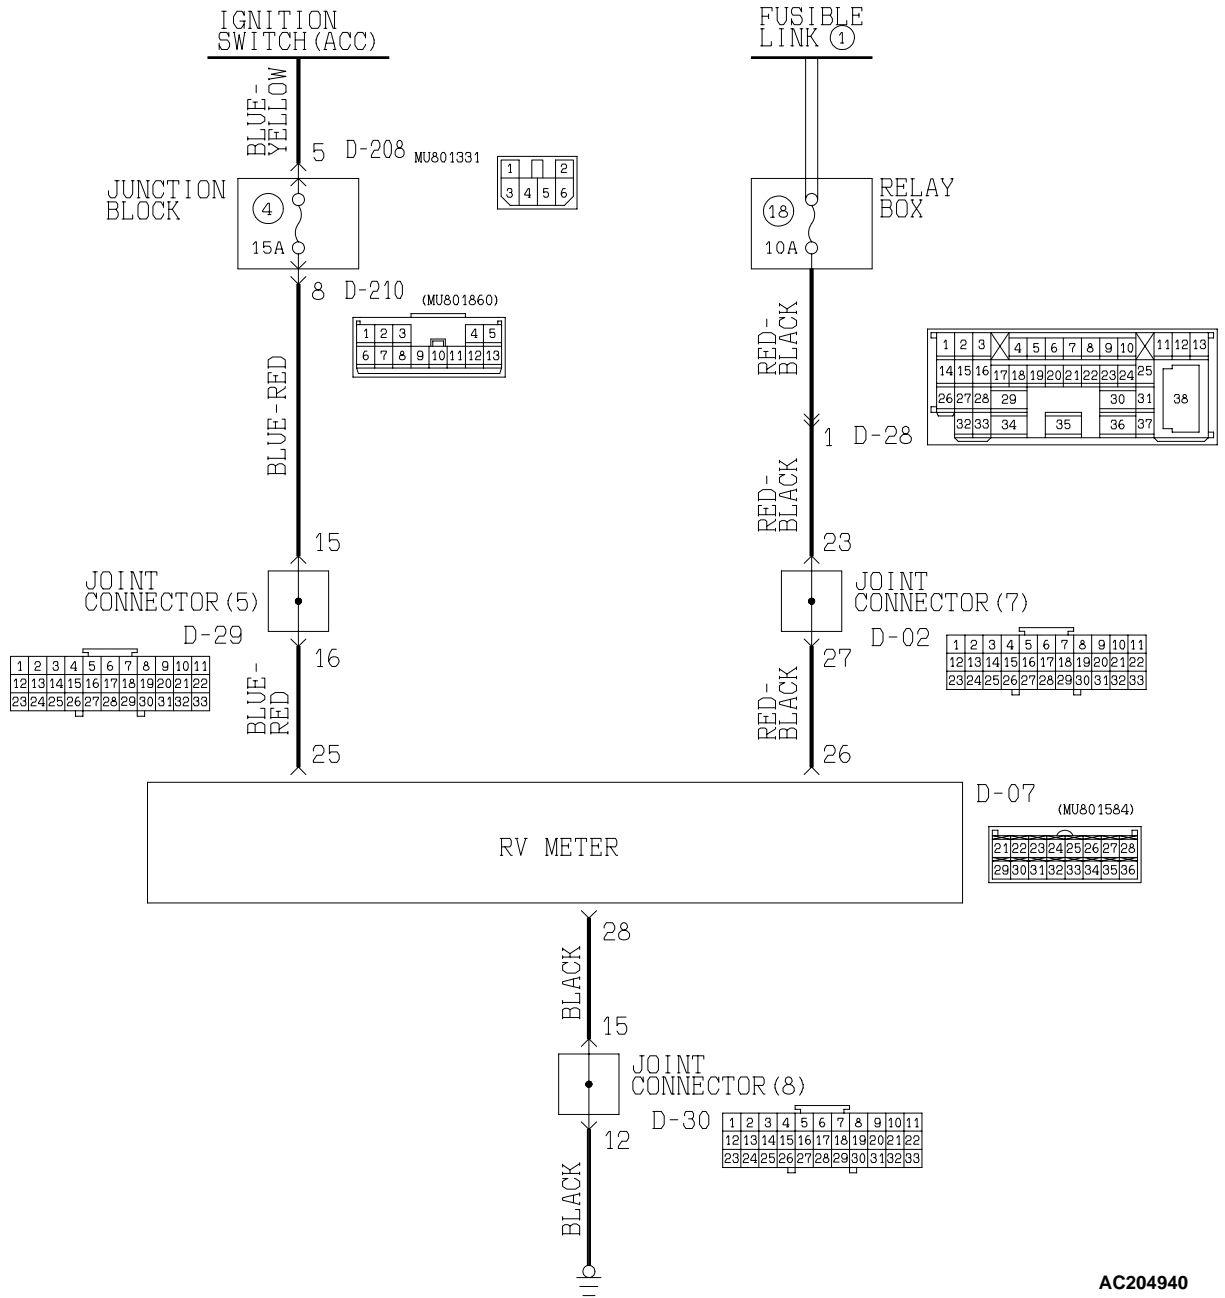 IGNITION
SWITCH(ACC)
FUSIBLE
LINK 1
BLUE-
YELLOW
5 D-208 MU801331
1 2
3 4 5 6
JUNCTION
BLOCK
4
15A
RELAY
BOX
18
10A
8 D-210 (MU801860)
1 2 3 4 5
6 7 8 9 10 11 12 13
RED-
BLACK
BLUE-RED
1 D-28
1 2 3 4 5 6 7 8 9 10 11 12 13
14 15 16 17 18 19 20 21 22 23 24 25
26 27 28 29 30 31 38
32 33 34 35 36 37
RED-
BLACK
15
23
JOINT
CONNECTOR(5)
D-29
JOINT
CONNECTOR(7)
D-02
16
27
1 2 3 4 5 6 7 8 9 10 11
12 13 14 15 16 17 18 19 20 21 22
23 24 25 26 27 28 29 30 31 32 33
1 2 3 4 5 6 7 8 9 10 11
12 13 14 15 16 17 18 19 20 21 22
23 24 25 26 27 28 29 30 31 32 33
BLUE-
RED
RED-
BLACK
25
26
RV METER
D-07
(MU801584)
21 22 23 24 25 26 27 28
29 30 31 32 33 34 35 36
28
BLACK
15
JOINT
CONNECTOR(8)
D-30
12
1 2 3 4 5 6 7 8 9 10 11
12 13 14 15 16 17 18 19 20 21 22
23 24 25 26 27 28 29 30 31 32 33
BLACK
AC204940